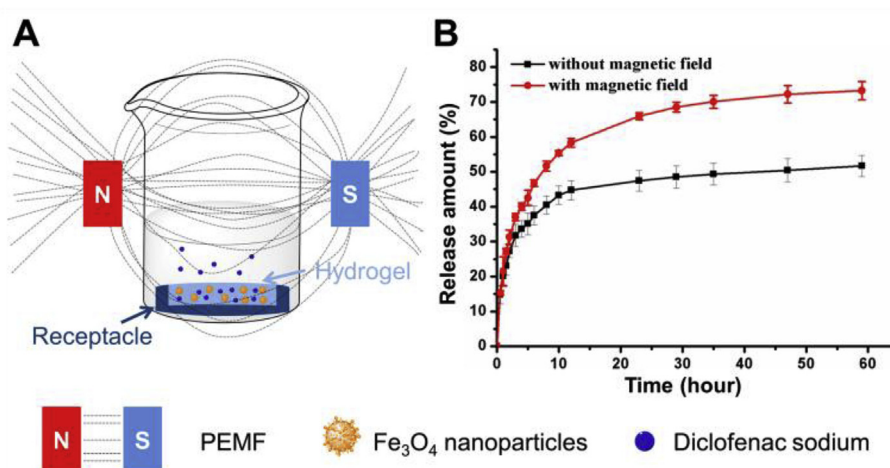 A
N
S
Hydrogel
Receptacle
B
without magnetic field
with magnetic field
Release amount (%)
80
70
60
50
40
30
20
10
0
0 10 20 30 40 50 60
Time (hour)
N S PEMF Fe₃O₄ nanoparticles Diclofenac sodium